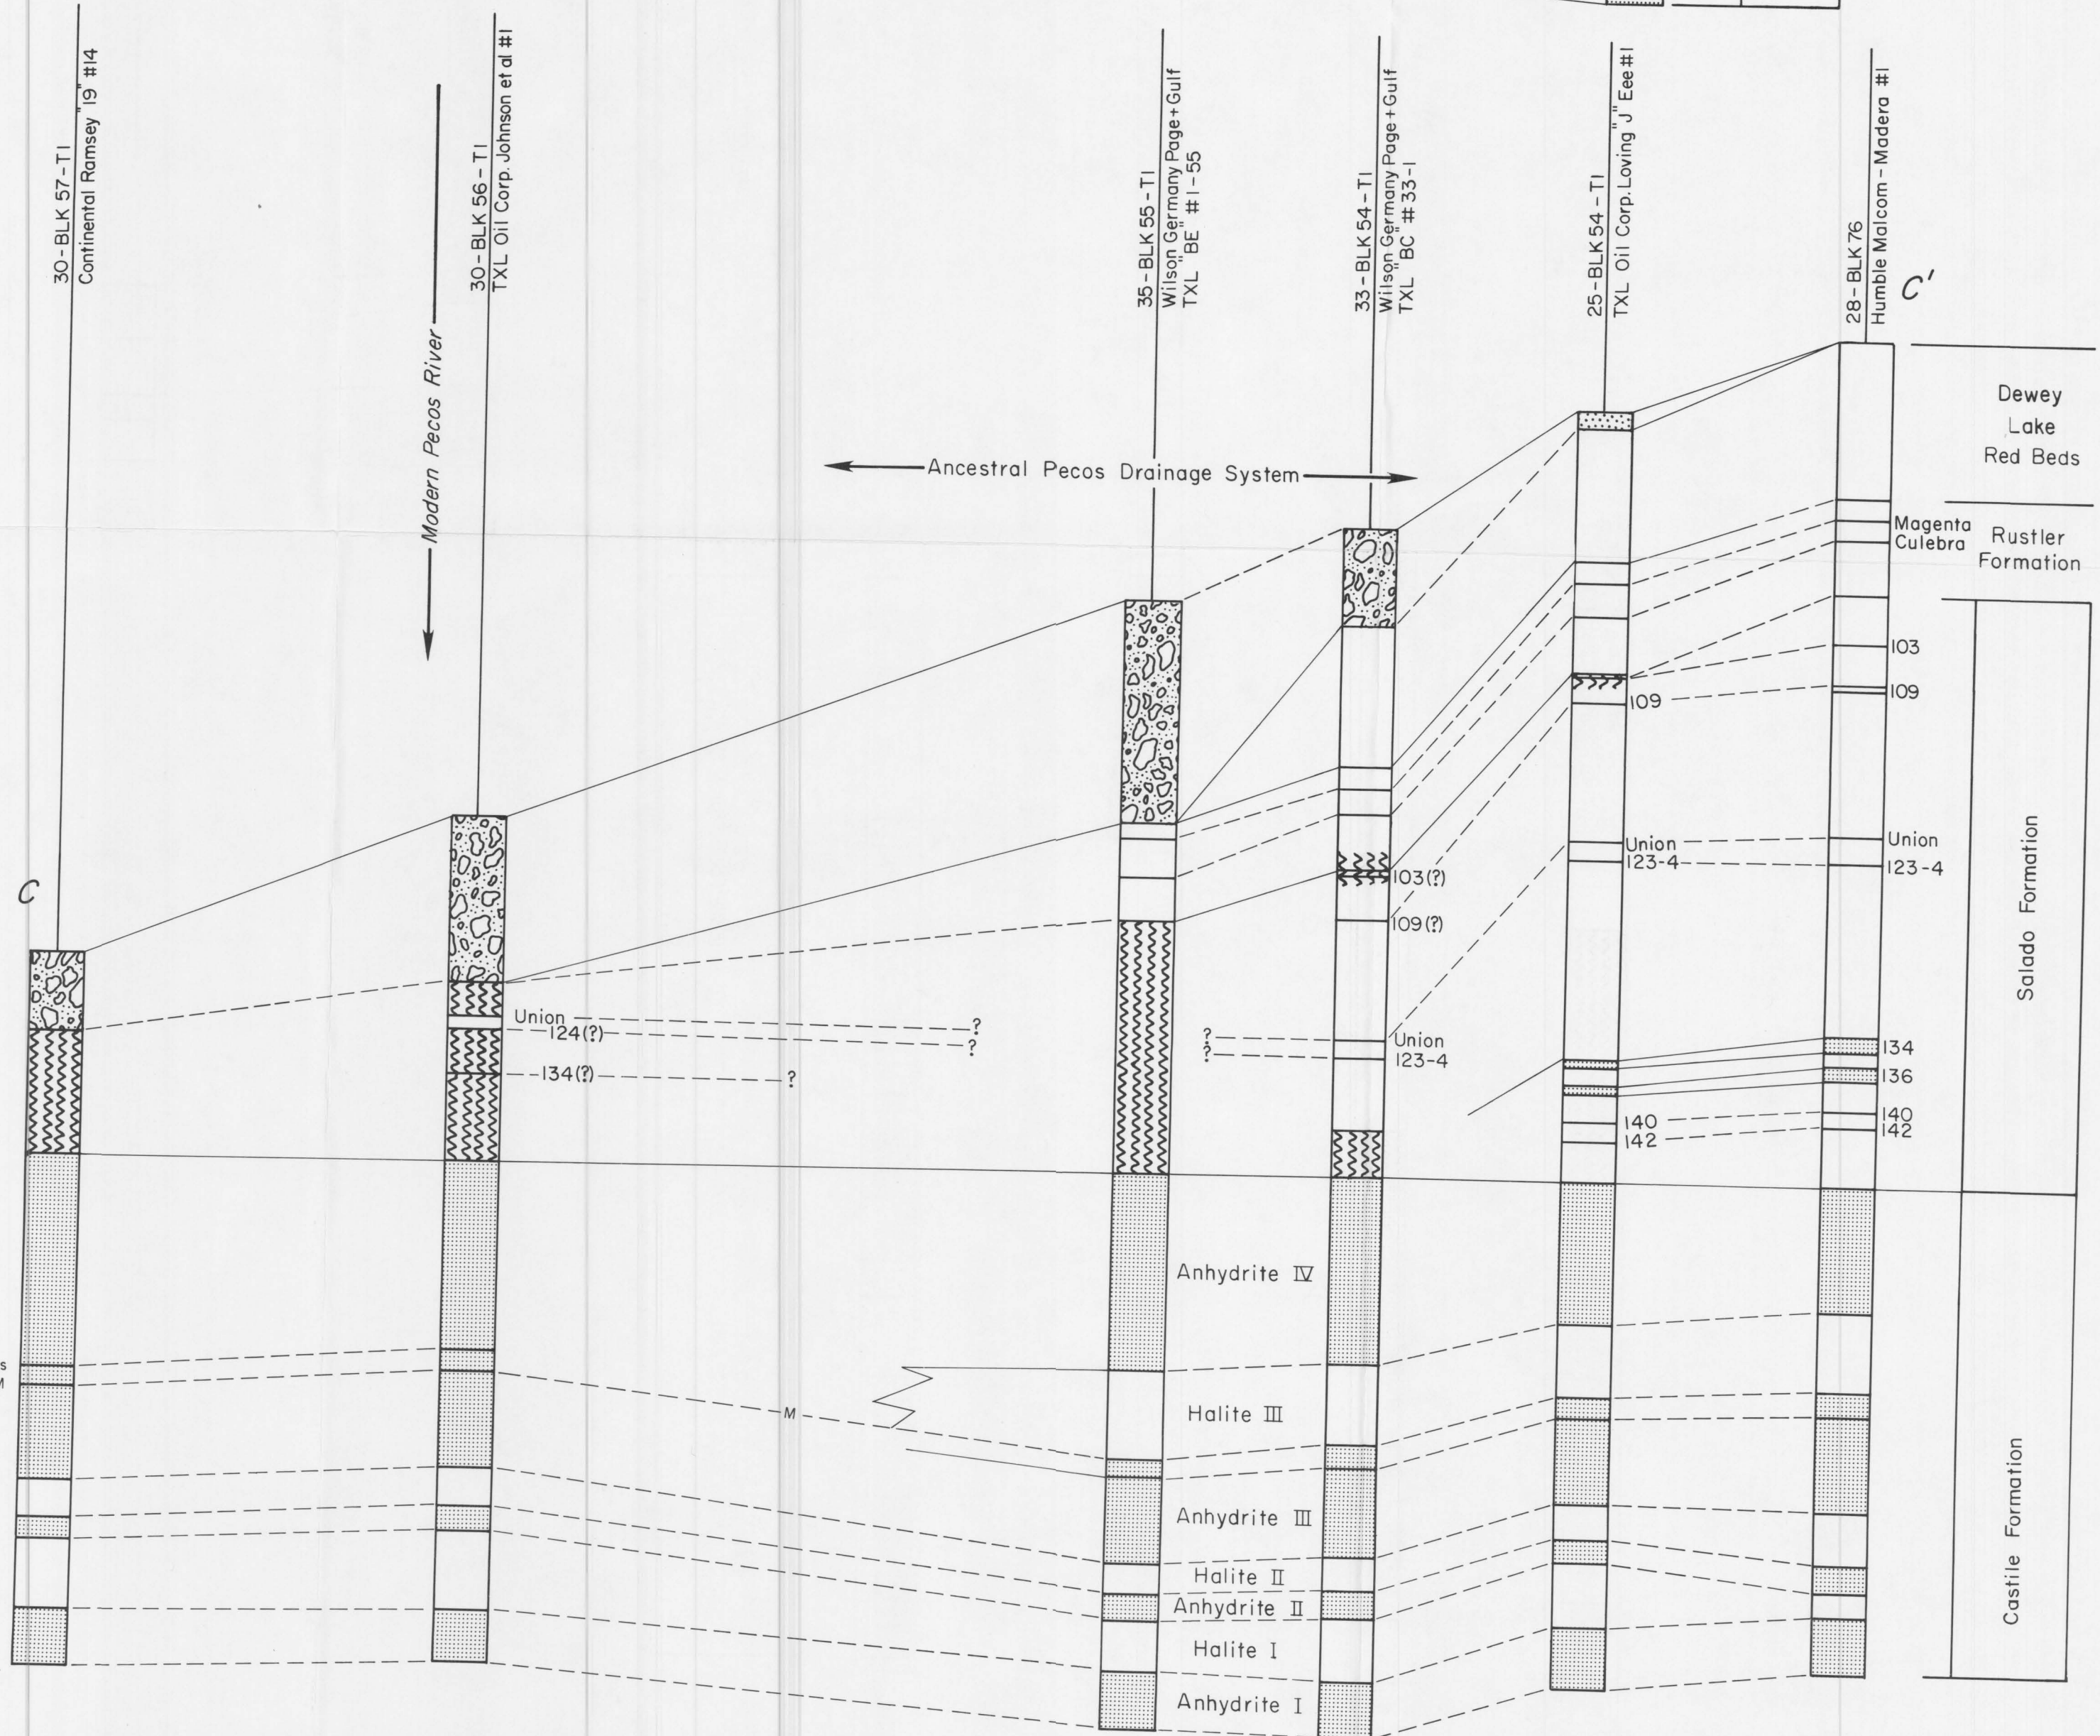 30-BLK 57-T1
Continental Ramsey "19" #14
Modern Pecos River
30-BLK 56-T1
TXL Oil Corp. Johnson et al #1
35-BLK 55-T1
Wilson Germany Page+Gulf
TXL "BE" #1-55
33-BLK 54-T1
Wilson Germany Page+Gulf
TXL "BC" #33-1
25-BLK 54-T1
TXL Oil Corp. Loving "J" Eee #1
28-BLK 76
Humble Malcom-Madera #1
C'
Dewey
Lake
Red Beds
Ancestral Pecos Drainage System
Magenta
Culebra
Rustler
Formation
103
109
109
Union
123-4
Union
123-4
Salado Formation
C
103(?)
109(?)
Union
124(?)
134(?)
?
?
?
?
?
Union
123-4
134
136
140
142
140
142
Anhydrite IV
s
M
M
Halite III
Anhydrite III
Halite II
Anhydrite II
Halite I
Anhydrite I
Castile Formation